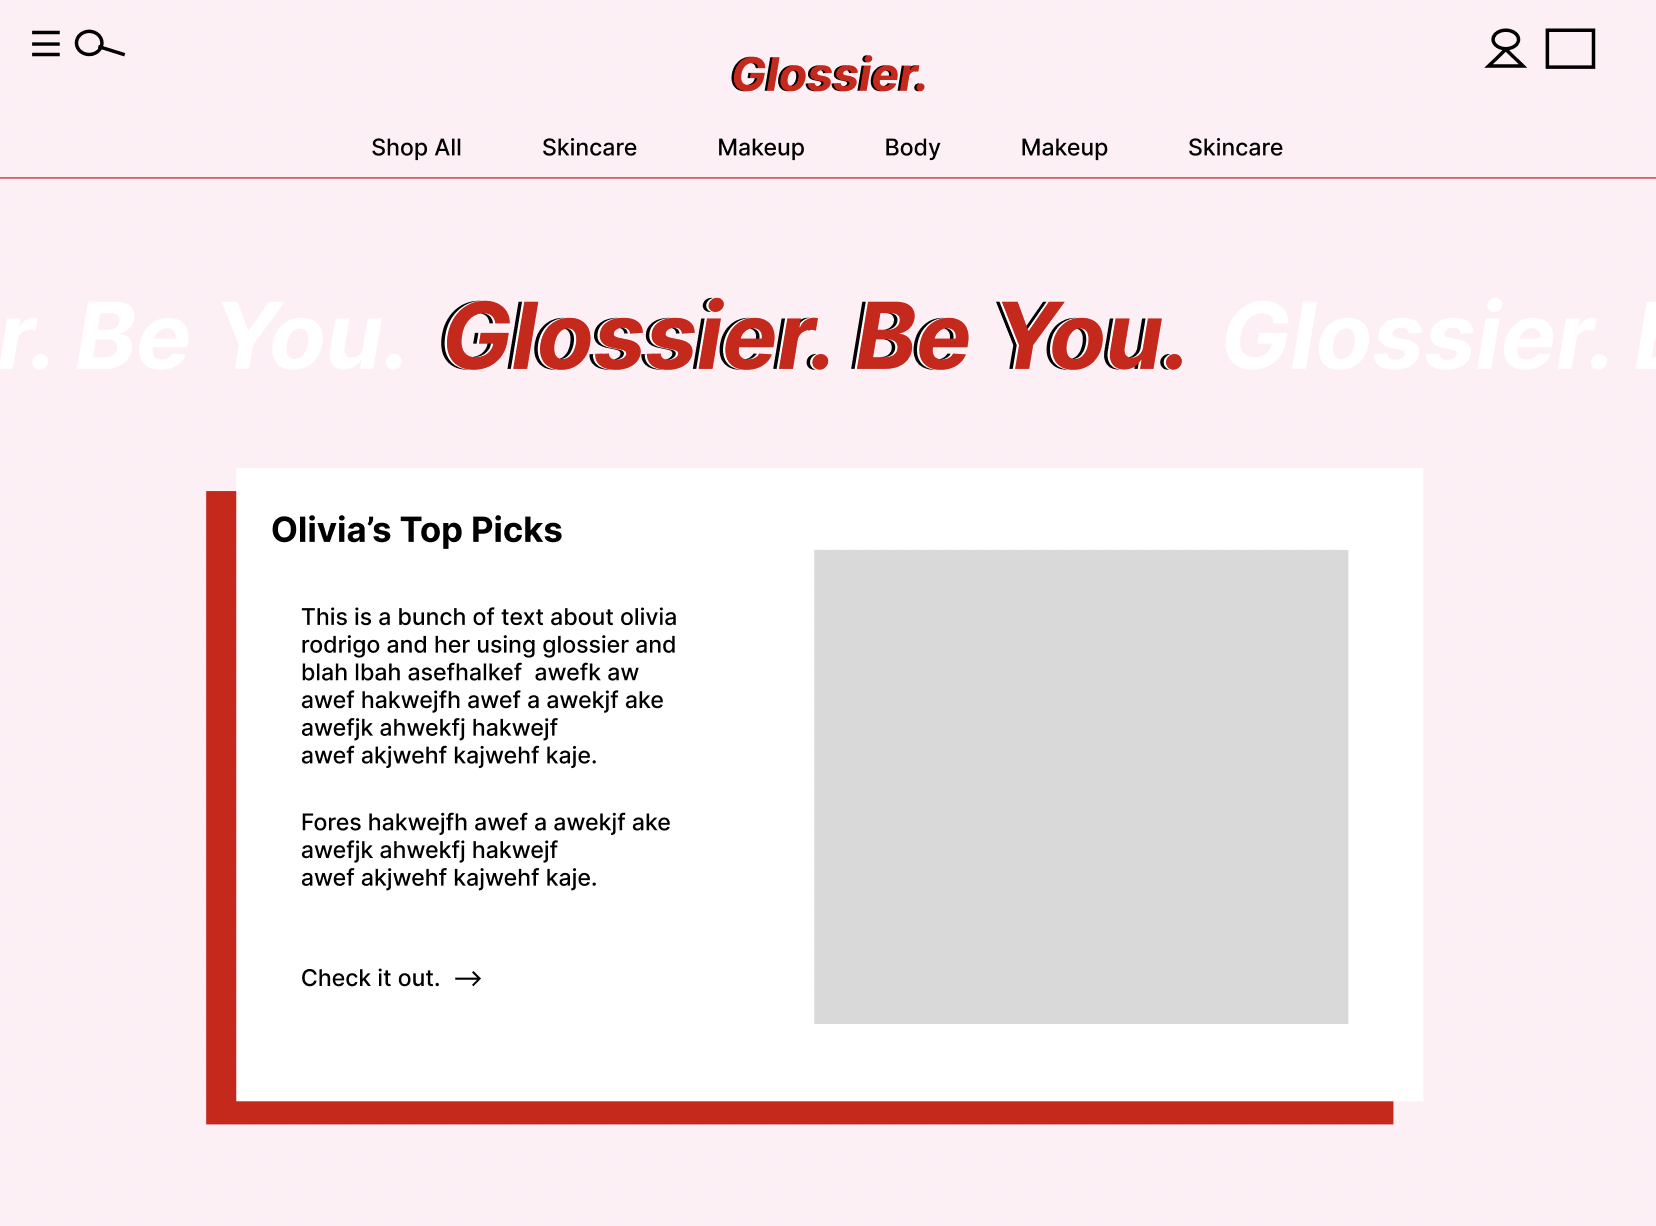 Glossier.
Shop All Skincare Makeup Body Makeup Skincare
r. Be You. Glossier. Be You. Glossier.
Olivia’s Top Picks
This is a bunch of text about olivia
rodrigo and her using glossier and
blah lbah asefhalkef  awefk aw
awef hakwejfh awef a awekjf ake
awefjk ahwekfj hakwejf
awef akjwehf kajwehf kaje.
Fores hakwejfh awef a awekjf ake
awefjk ahwekfj hakwejf
awef akjwehf kajwehf kaje.
Check it out. →